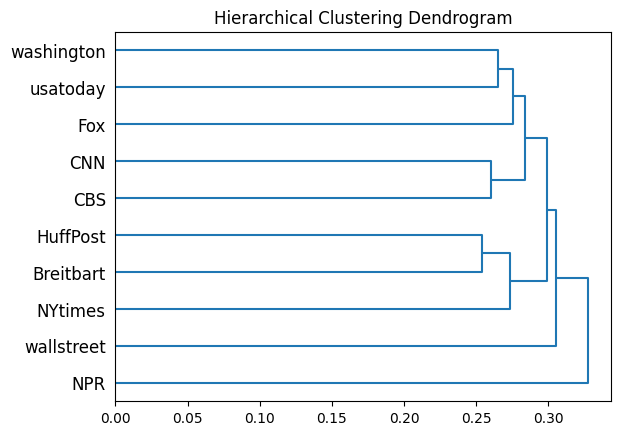 Hierarchical Clustering Dendrogram
washington
usatoday
Fox
CNN
CBS
HuffPost
Breitbart
NYtimes
wallstreet
NPR
0.00 0.05 0.10 0.15 0.20 0.25 0.30